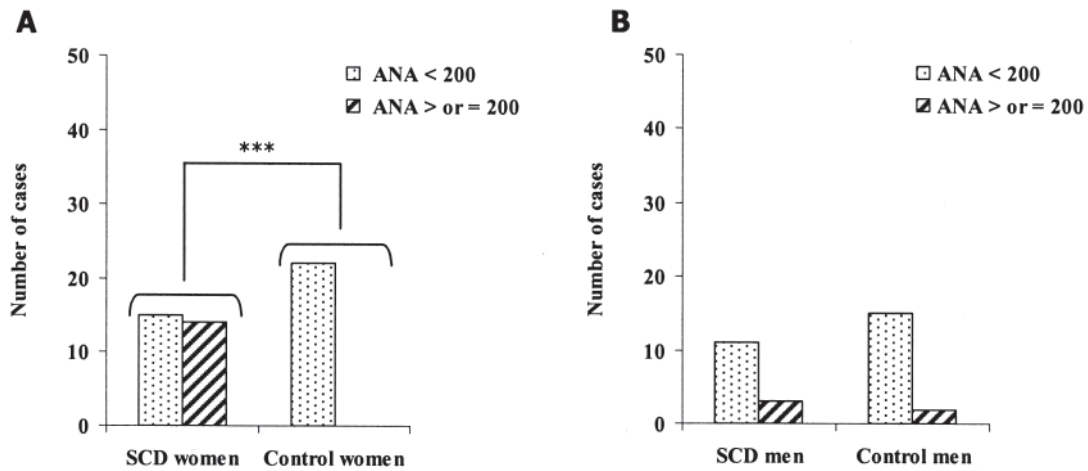 A
50
40
30
20
10
0
Number of cases
ANA < 200
ANA > or = 200
***
SCD women
Control women
B
50
40
30
20
10
0
Number of cases
ANA < 200
ANA > or = 200
SCD men
Control men